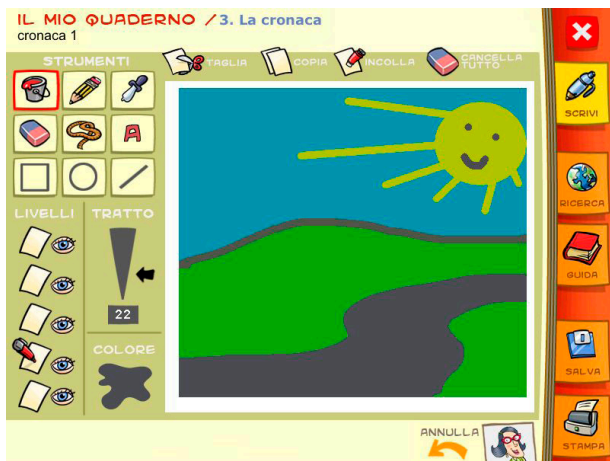 IL MIO QUADERNO / 3. La cronaca
cronaca 1
STRUMENTI
TAGLIA
COPIA
INCOLLA
CANCELLA
TUTTO
A
LIVELLI
TRATTO
22
COLORE
ANNULLA
SCRIVI
RICERCA
GUIDA
SALVA
STAMPA